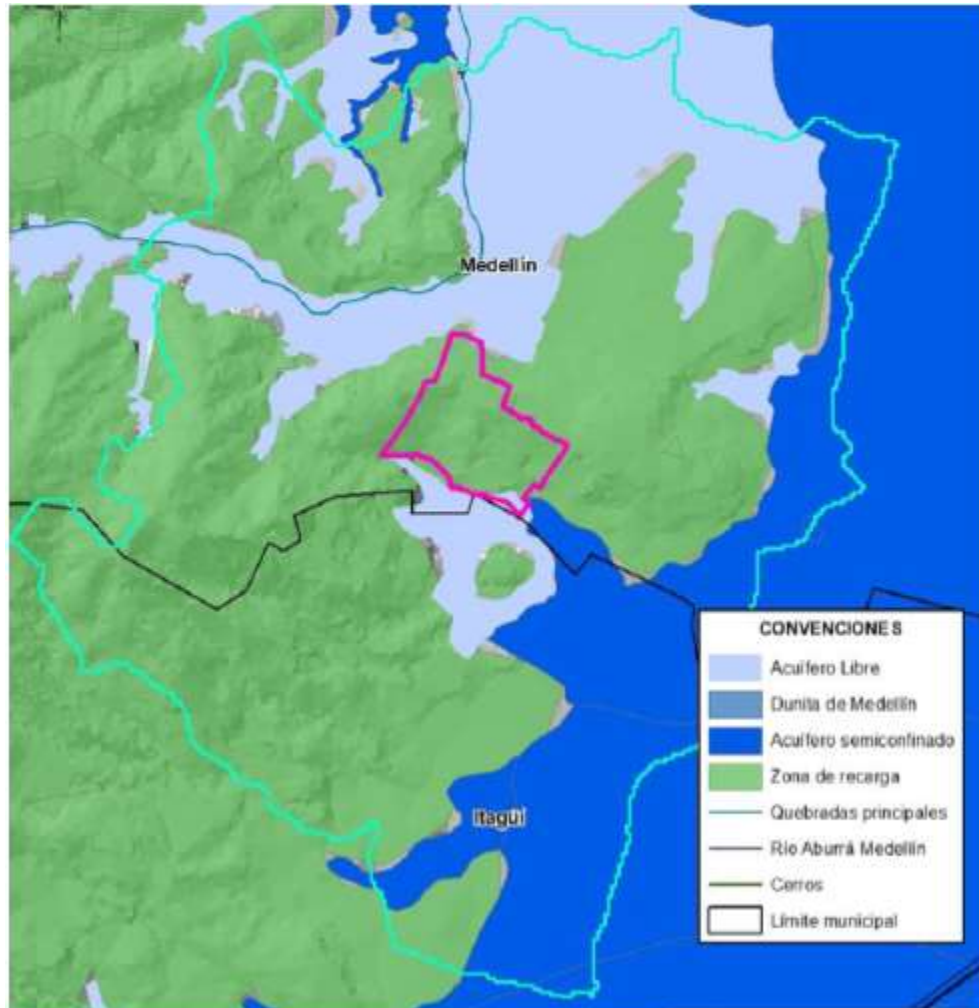 Medellín
Itagüí
CONVENCIONES
Acuífero Libre
Dunita de Medellín
Acuífero semiconfinado
Zona de recarga
Quebradas principales
Río Aburrá Medellín
Cerros
Límite municipal